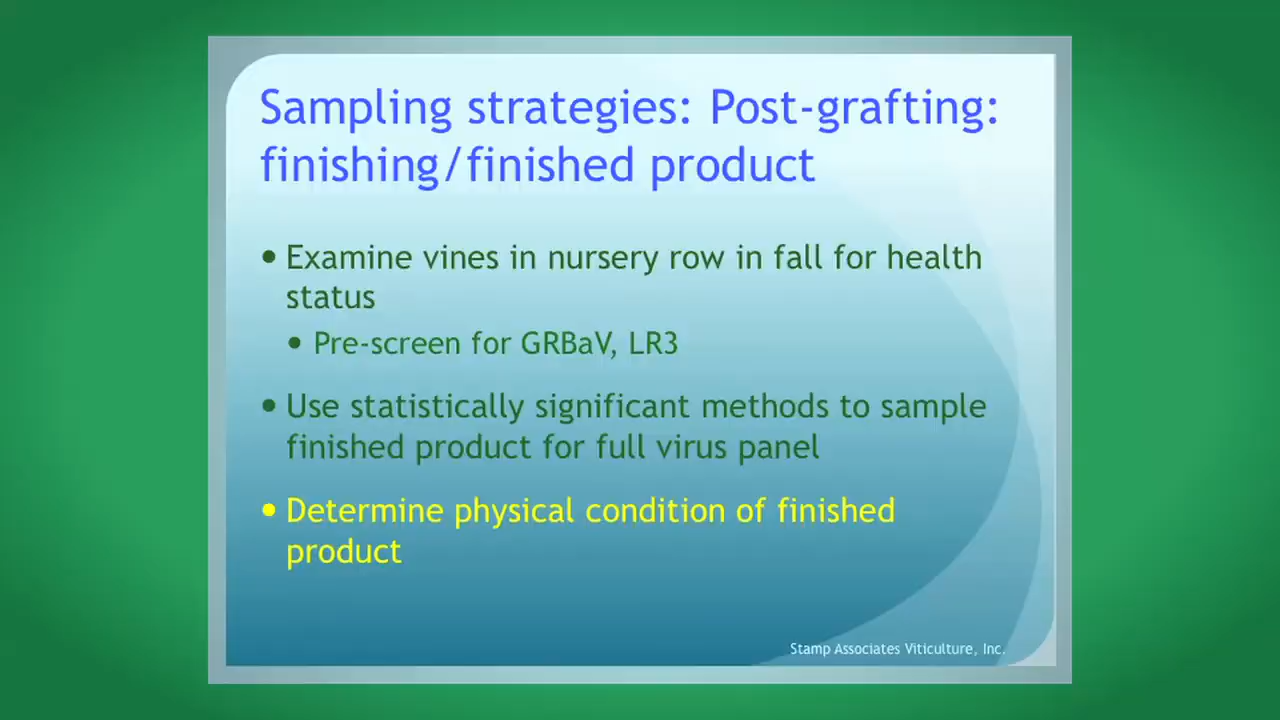 Sampling strategies: Post-grafting:
finishing/finished product
• Examine vines in nursery row in fall for health
status
• Pre-screen for GRBaV, LR3
• Use statistically significant methods to sample
finished product for full virus panel
• Determine physical condition of finished
product
Stamp Associates Viticulture, Inc.